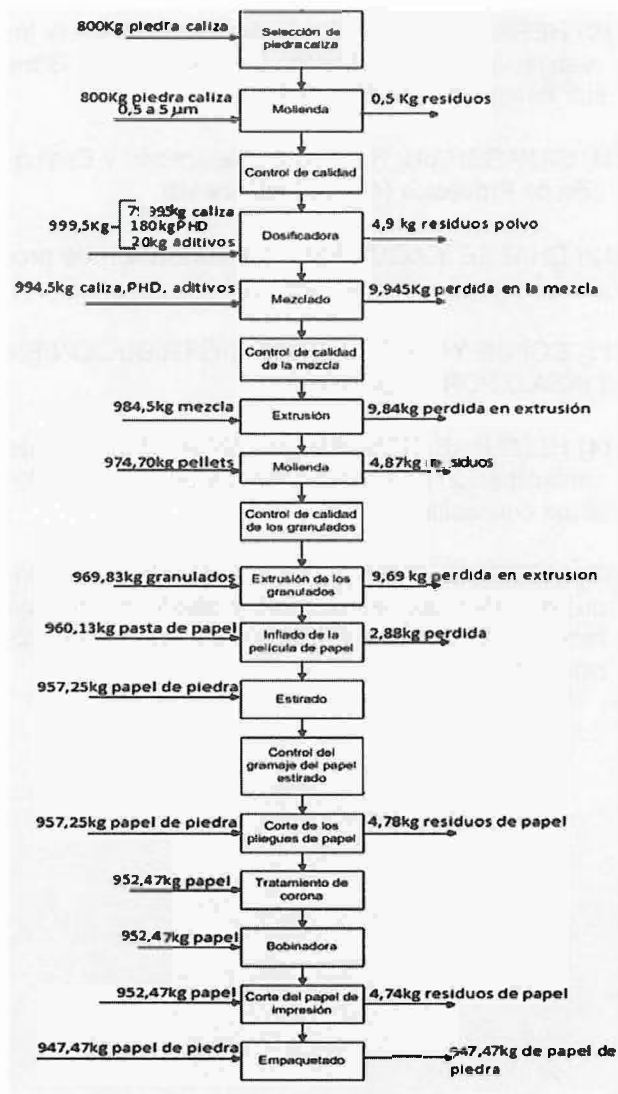 800Kg piedra caliza
Selección de
piedra caliza
800Kg piedra caliza
0,5 a 5 µm
Molienda
0,5 Kg residuos
Control de calidad
999,5Kg
caliza
180kgPHD
20kg aditivos
Dosificadora
4,9 kg residuos polvo
994,5kg caliza,PHD, aditivos
Mezclado
9,945Kg perdida en la mezcla
Control de calidad
de la mezcla
984,5kg mezcla
Extrusión
9,84kg perdida en extrusión
974,70kg pellets
Molienda
4,87kg
Control de calidad
de los granulados
969,83kg granulados
Extrusión de los
granulados
9,69 kg perdida en extrusion
960,13kg pasta de papel
Inflado de la
película de papel
2,88kg perdida
957,25kg papel de piedra
Estirado
Control del
gramaje del papel
estirado
957,25kg papel de piedra
Corte de los
pliegues de papel
4,78kg residuos de papel
952,47kg papel
Tratamiento de
corona
952,47kg papel
Bobinadora
952,47kg papel
Corte del papel de
impresión
4,74kg residuos de papel
947,47kg papel de piedra
Empaquetado
947,47kg de papel de
piedra